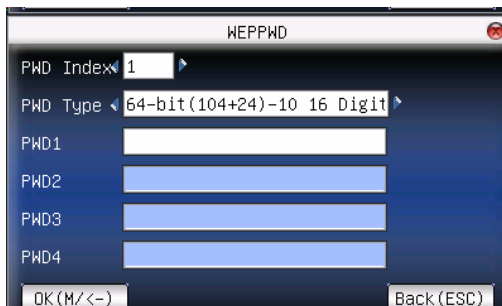 WEPPWD
PWD Index 1
PWD Type 64-bit(104+24)-10 16 Digit
PWD1
PWD2
PWD3
PWD4
OK(M/<-) Back(ESC)